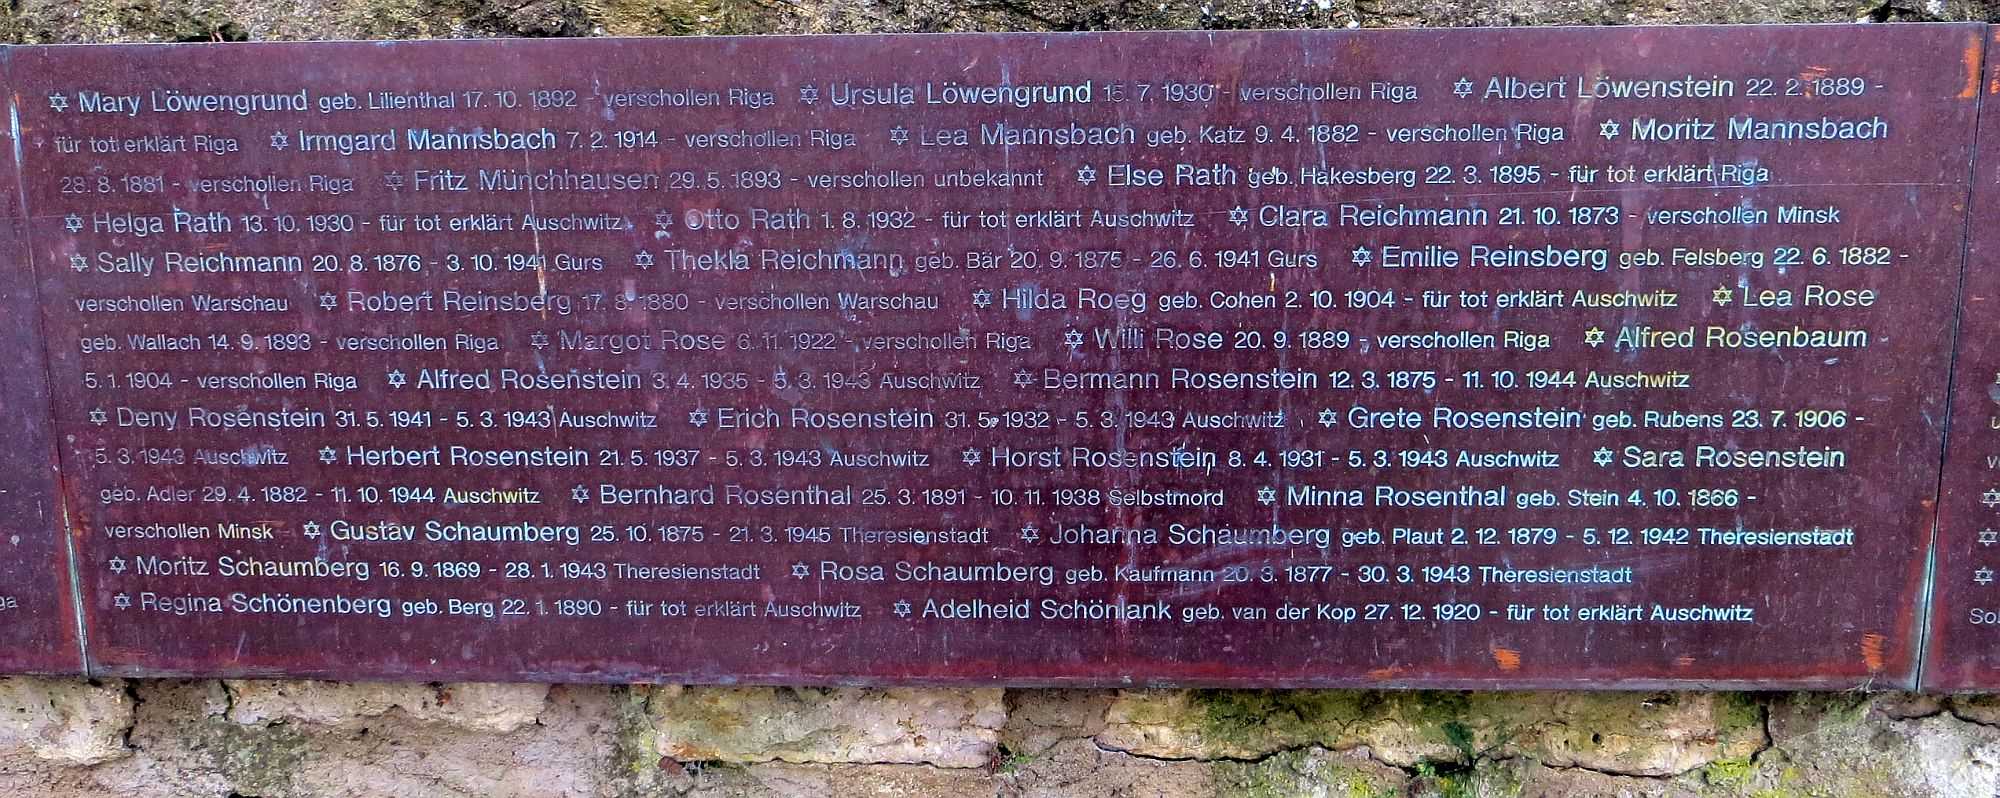 ✡ Mary Löwengrund geb. Lilienthal 17. 10. 1892 - verschollen Riga ✡ Ursula Löwengrund 15. 7. 1930 - verschollen Riga ✡ Albert Löwenstein 22. 2. 1889 -
für tot erklärt Riga ✡ Irmgard Mannsbach 7. 2. 1914 - verschollen Riga ✡ Lea Mannsbach geb. Katz 9. 4. 1882 - verschollen Riga ✡ Moritz Mannsbach
28. 8. 1881 - verschollen Riga ✡ Fritz Münchhausen 29. 5. 1893 - verschollen unbekannt ✡ Else Rath geb. Hakesberg 22. 3. 1895 - für tot erklärt Riga
✡ Helga Rath 13. 10. 1930 - für tot erklärt Auschwitz ✡ Otto Rath 1. 8. 1932 - für tot erklärt Auschwitz ✡ Clara Reichmann 21. 10. 1873 - verschollen Minsk
✡ Sally Reichmann 20. 8. 1876 - 3. 10. 1941 Gurs ✡ Thekla Reichmann geb. Bär 20. 9. 1875 - 26. 6. 1941 Gurs ✡ Emilie Reinsberg geb. Felsberg 22. 6. 1882 -
verschollen Warschau ✡ Robert Reinsberg 17. 8. 1880 - verschollen Warschau ✡ Hilda Roeg geb. Cohen 2. 10. 1904 - für tot erklärt Auschwitz ✡ Lea Rose
geb. Wallach 14. 9. 1893 - verschollen Riga ✡ Margot Rose 6. 11. 1922 - verschollen Riga ✡ Willi Rose 20. 9. 1889 - verschollen Riga ✡ Alfred Rosenbaum
5. 1. 1904 - verschollen Riga ✡ Alfred Rosenstein 3. 4. 1935 - 5. 3. 1943 Auschwitz ✡ Bermann Rosenstein 12. 3. 1875 - 11. 10. 1944 Auschwitz
✡ Deny Rosenstein 31. 5. 1941 - 5. 3. 1943 Auschwitz ✡ Erich Rosenstein 31. 5. 1932 - 5. 3. 1943 Auschwitz ✡ Grete Rosenstein geb. Rubens 23. 7. 1906 -
5. 3. 1943 Auschwitz ✡ Herbert Rosenstein 21. 5. 1937 - 5. 3. 1943 Auschwitz ✡ Horst Rosenstein 8. 4. 1931 - 5. 3. 1943 Auschwitz ✡ Sara Rosenstein
geb. Adler 29. 4. 1882 - 11. 10. 1944 Auschwitz ✡ Bernhard Rosenthal 25. 3. 1891 - 10. 11. 1938 Selbstmord ✡ Minna Rosenthal geb. Stein 4. 10. 1866 -
verschollen Minsk ✡ Gustav Schaumberg 25. 10. 1875 - 21. 3. 1945 Theresienstadt ✡ Johanna Schaumberg geb. Plaut 2. 12. 1879 - 5. 12. 1942 Theresienstadt
✡ Moritz Schaumberg 16. 9. 1869 - 28. 1. 1943 Theresienstadt ✡ Rosa Schaumberg geb. Kaufmann 20. 3. 1877 - 30. 3. 1943 Theresienstadt
✡ Regina Schönenberg geb. Berg 22. 1. 1890 - für tot erklärt Auschwitz ✡ Adelheid Schönlank geb. van der Kop 27. 12. 1920 - für tot erklärt Auschwitz